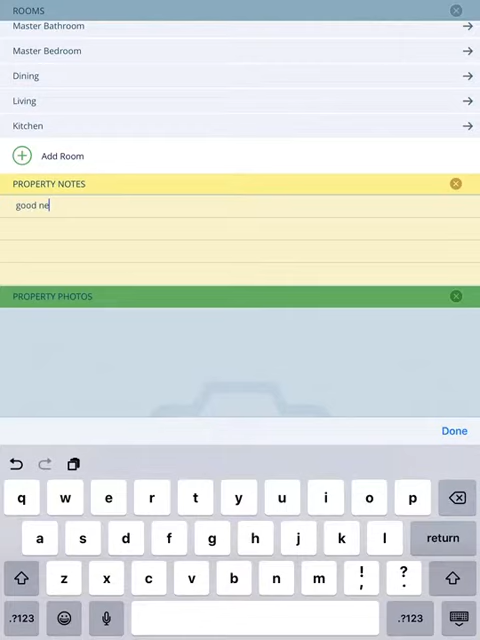 ROOMS
Master Bathroom
Master Bedroom
Dining
Living
Kitchen
Add Room
PROPERTY NOTES
good ne
PROPERTY PHOTOS
Done
q w e r t y u i o p
a s d f g h j k l return
z x c v b n m ! , ? .
.?123 .?123